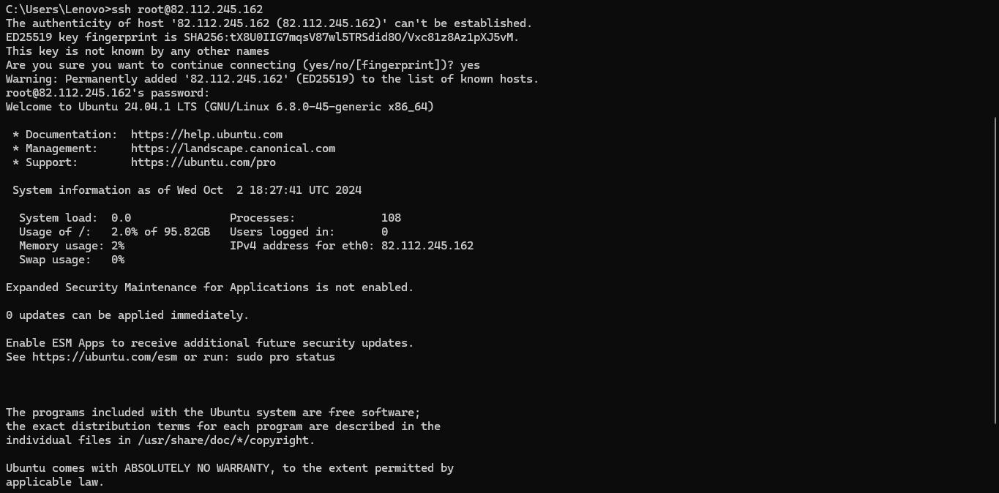 C:\Users\Lenovo>ssh root@82.112.245.162
The authenticity of host '82.112.245.162 (82.112.245.162)' can't be established.
ED25519 key fingerprint is SHA256:tX8U0IIG7mqsV87wl5TRSdid8O/Vxc81z8Az1pXJ5vM.
This key is not known by any other names
Are you sure you want to continue connecting (yes/no/[fingerprint])? yes
Warning: Permanently added '82.112.245.162' (ED25519) to the list of known hosts.
root@82.112.245.162's password:
Welcome to Ubuntu 24.04.1 LTS (GNU/Linux 6.8.0-45-generic x86_64)

 * Documentation:  https://help.ubuntu.com
 * Management:     https://landscape.canonical.com
 * Support:        https://ubuntu.com/pro

 System information as of Wed Oct  2 18:27:41 UTC 2024

  System load:  0.0               Processes:             108
  Usage of /:   2.0% of 95.82GB   Users logged in:       0
  Memory usage: 2%                IPv4 address for eth0: 82.112.245.162
  Swap usage:   0%

Expanded Security Maintenance for Applications is not enabled.

0 updates can be applied immediately.

Enable ESM Apps to receive additional future security updates.
See https://ubuntu.com/esm or run: sudo pro status

The programs included with the Ubuntu system are free software;
the exact distribution terms for each program are described in the
individual files in /usr/share/doc/*/copyright.

Ubuntu comes with ABSOLUTELY NO WARRANTY, to the extent permitted by
applicable law.